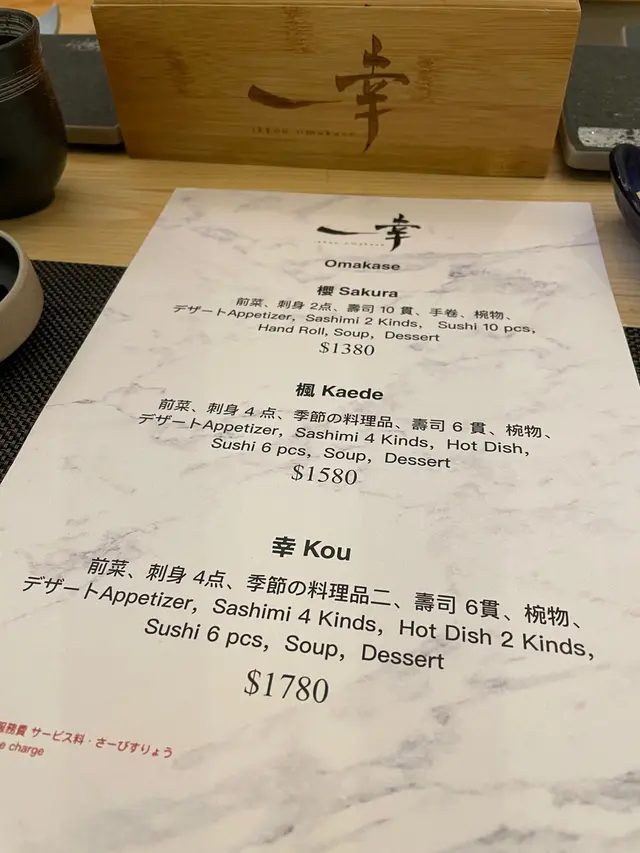 一幸
一幸
Omakase
櫻 Sakura
前菜、刺身 2点、壽司 10 貫、手卷、椀物、
デザートAppetizer, Sashimi 2 Kinds, Sushi 10 pcs,
Hand Roll, Soup, Dessert
$1380
楓 Kaede
前菜、刺身 4 点、季節の料理品、壽司 6 貫、椀物、
デザートAppetizer, Sashimi 4 Kinds, Hot Dish,
Sushi 6 pcs, Soup, Dessert
$1580
幸 Kou
前菜、刺身 4点、季節の料理品二、壽司 6貫、椀物、
デザートAppetizer, Sashimi 4 Kinds, Hot Dish 2 Kinds,
Sushi 6 pcs, Soup, Dessert
$1780
服務費 サービス料・さーびすりょう
charge